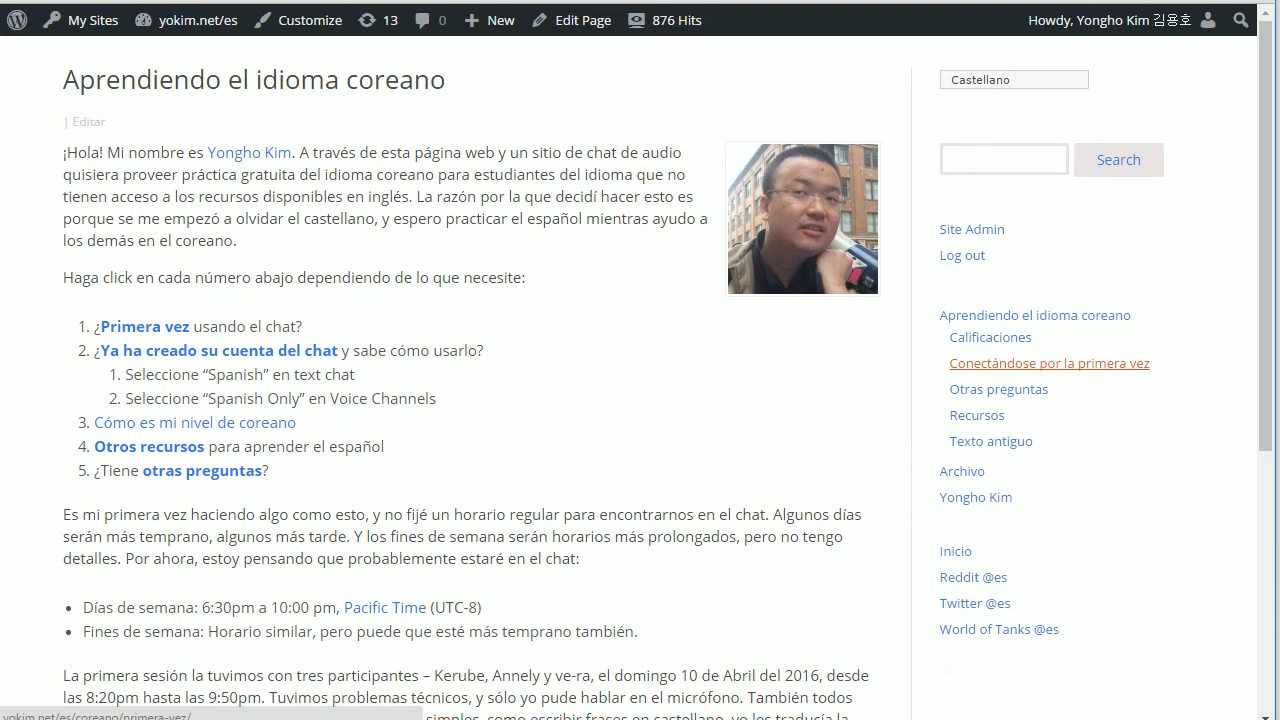 My Sites yokim.net/es Customize 13 0 New Edit Page 876 Hits Howdy, Yongho Kim 김용호
Aprendiendo el idioma coreano
| Editar
¡Hola! Mi nombre es Yongho Kim. A través de esta página web y un sitio de chat de audio
quisiera proveer práctica gratuita del idioma coreano para estudiantes del idioma que no
tienen acceso a los recursos disponibles en inglés. La razón por la que decidí hacer esto es
porque se me empezó a olvidar el castellano, y espero practicar el español mientras ayudo a
los demás en el coreano.
Haga click en cada número abajo dependiendo de lo que necesite:
1. ¿Primera vez usando el chat?
2. ¿Ya ha creado su cuenta del chat y sabe cómo usarlo?
1. Seleccione “Spanish” en text chat
2. Seleccione “Spanish Only” en Voice Channels
3. Cómo es mi nivel de coreano
4. Otros recursos para aprender el español
5. ¿Tiene otras preguntas?
Es mi primera vez haciendo algo como esto, y no fijé un horario regular para encontrarnos en el chat. Algunos días
serán más temprano, algunos más tarde. Y los fines de semana serán horarios más prolongados, pero no tengo
detalles. Por ahora, estoy pensando que probablemente estaré en el chat:
• Días de semana: 6:30pm a 10:00 pm, Pacific Time (UTC-8)
• Fines de semana: Horario similar, pero puede que esté más temprano también.
La primera sesión la tuvimos con tres participantes – Kerube, Annely y ve-ra, el domingo 10 de Abril del 2016, desde
las 8:20pm hasta las 9:50pm. Tuvimos problemas técnicos, y sólo yo pude hablar en el micrófono. También todos
simples, como escribir frases en castellano, yo les traducía la
yokim.net/es/coreano/primera-vez/
Castellano
Search
Site Admin
Log out
Aprendiendo el idioma coreano
Calificaciones
Conectándose por la primera vez
Otras preguntas
Recursos
Texto antiguo
Archivo
Yongho Kim
Inicio
Reddit @es
Twitter @es
World of Tanks @es